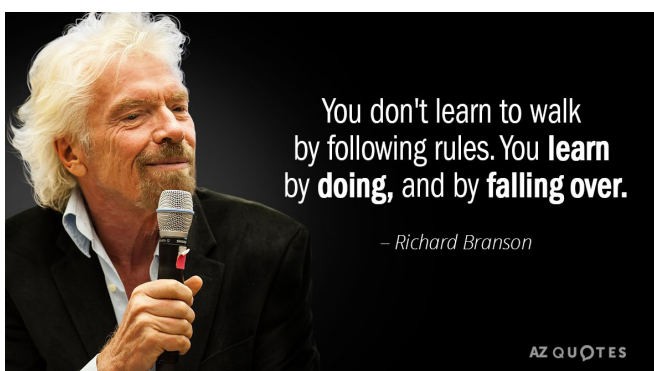 You don't learn to walk
by following rules. You learn
by doing, and by falling over.
– Richard Branson
AZ QUOTES